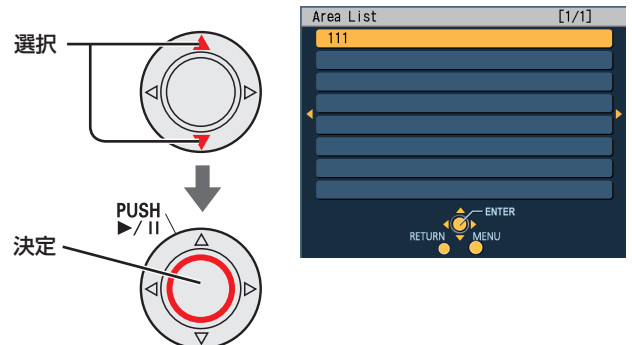 選択
PUSH
▶/II
決定
Area List [1/1]
111
ENTER
RETURN MENU